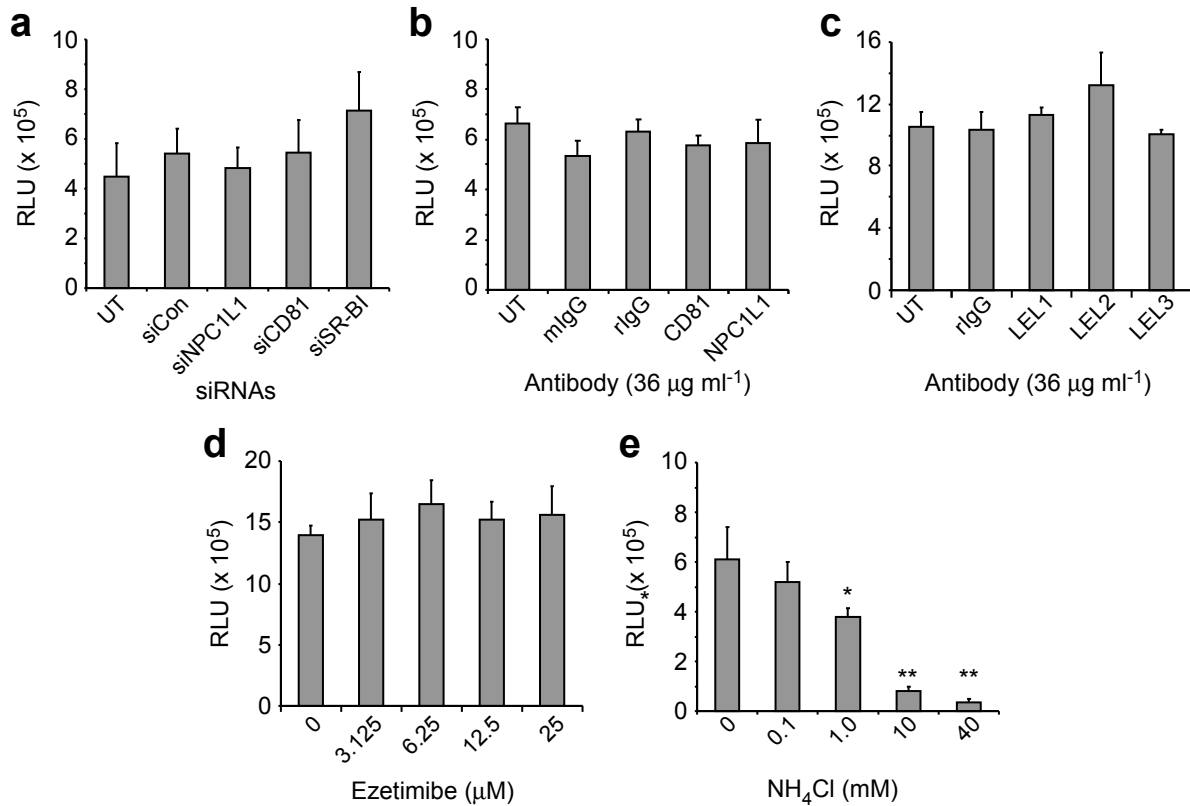 a
RLU (x 10⁵)
10
8
6
4
2
0
UT
siCon
siNPC1L1
siCD81
siSR-BI
siRNAs
b
RLU (x 10⁵)
10
8
6
4
2
0
UT
mIgG
rIgG
CD81
NPC1L1
Antibody (36 μg ml⁻¹)
c
RLU (x 10⁵)
16
12
8
4
0
UT
rIgG
LEL1
LEL2
LEL3
Antibody (36 μg ml⁻¹)
d
RLU (x 10⁵)
20
15
10
5
0
0
3.125
6.25
12.5
25
Ezetimibe (μM)
e
RLU*(x 10⁵)
10
8
6
4
2
0
*
**
**
0
0.1
1.0
10
40
NH₄Cl (mM)